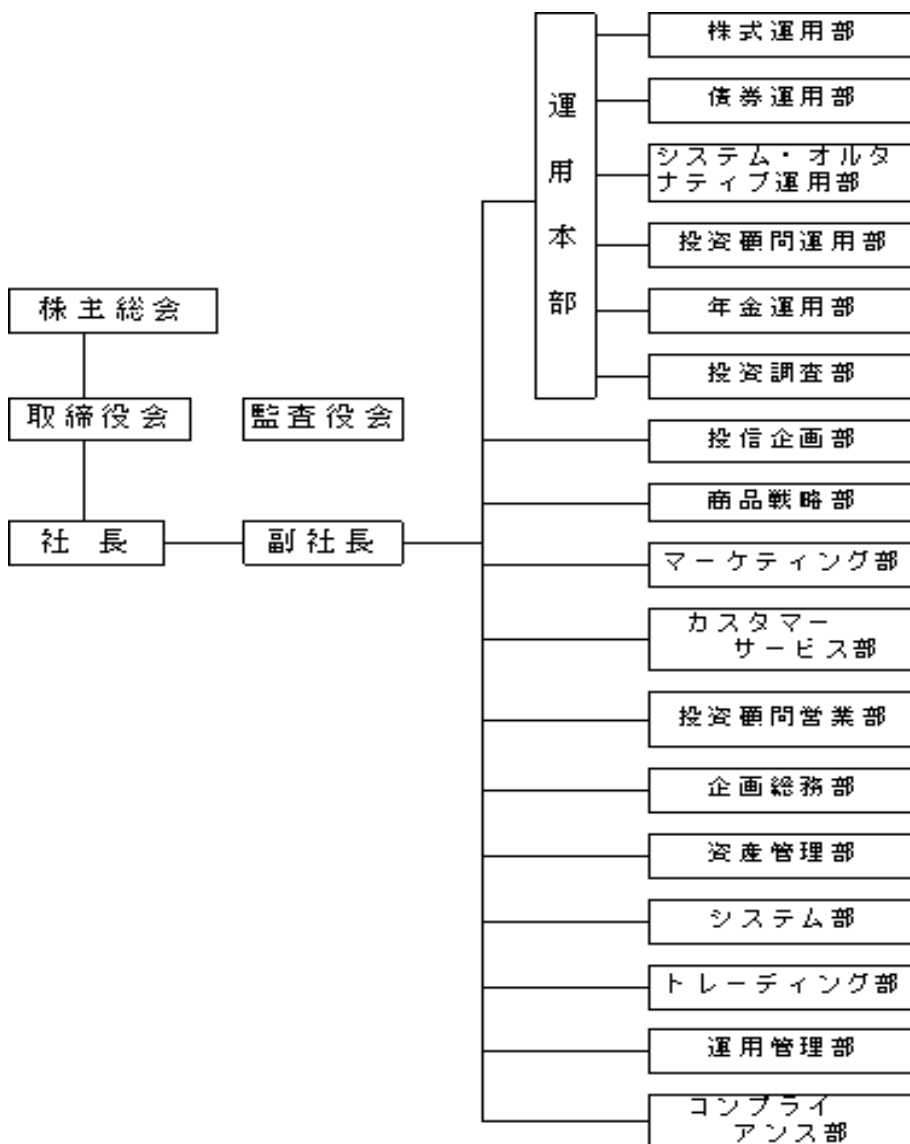 株主総会
取締役会
監査役会
社長
副社長
運用本部
株式運用部
債券運用部
システム・オルタ
ナティブ運用部
投資顧問運用部
年金運用部
投資調査部
投信企画部
商品戦略部
マーケティング部
カスタマー
サービス部
投資顧問営業部
企画総務部
資産管理部
システム部
トレーディング部
運用管理部
コンプライ
アンス部